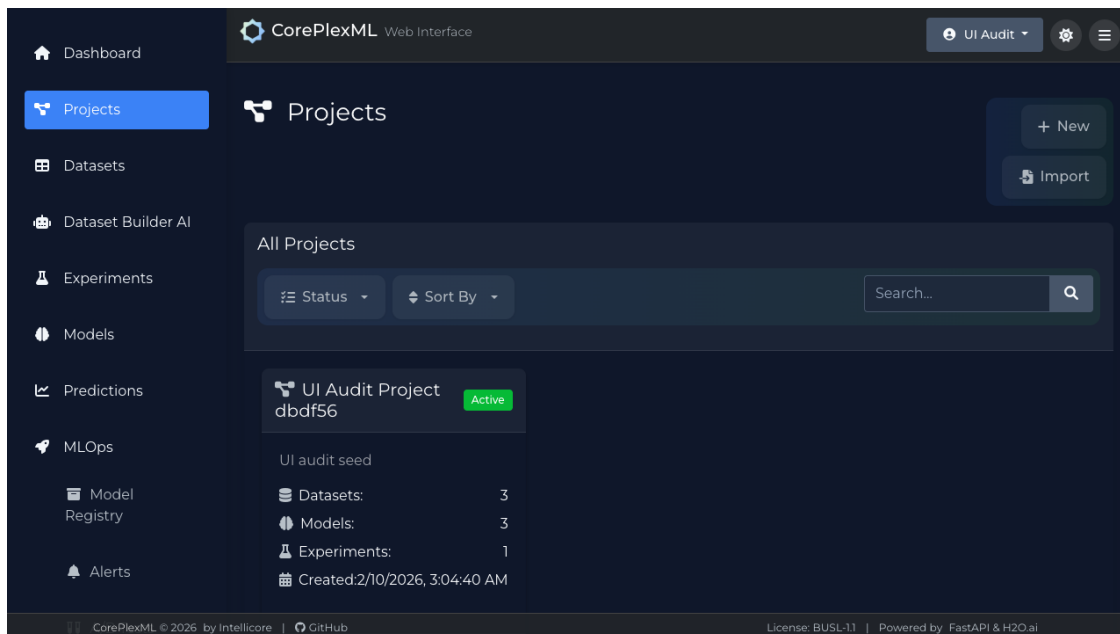 Dashboard
Projects
Datasets
Dataset Builder AI
Experiments
Models
Predictions
MLOps
Model
Registry
Alerts
CorePlexML Web Interface
UI Audit
Projects
+ New
Import
All Projects
Status
Sort By
Search...
UI Audit Project
dbdf56
Active
UI audit seed
Datasets: 3
Models: 3
Experiments: 1
Created:2/10/2026, 3:04:40 AM
CorePlexML © 2026 by Intellicore | GitHub
License: BUSL-1.1 | Powered by FastAPI & H2O.ai